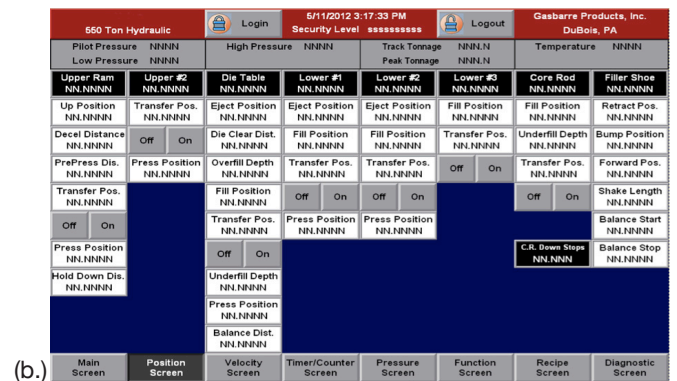 550 Ton Hydraulic
Login
5/11/2012 3:17:33 PM
Security Level ssssssssss
Logout
Gasbarre Products, Inc.
DuBois, PA
Pilot Pressure NNNN
Low Pressure NNNN
High Pressure NNNN
Track Tonnage NNN.N
Peak Tonnage NNN.N
Temperature NNNN
Upper Ram
NN.NNNN
Upper #2
NN.NNNN
Die Table
NN.NNNN
Lower #1
NN.NNNN
Lower #2
NN.NNNN
Lower #3
NN.NNNN
Core Rod
NN.NNNN
Filler Shoe
NN.NNNN
Up Position
NN.NNNN
Transfer Pos.
NN.NNNN
Eject Position
NN.NNNN
Eject Position
NN.NNNN
Eject Position
NN.NNNN
Fill Position
NN.NNNN
Fill Position
NN.NNNN
Retract Pos.
NN.NNNN
Decel Distance
NN.NNNN
Off On
Die Clear Dist.
NN.NNNN
Fill Position
NN.NNNN
Fill Position
NN.NNNN
Transfer Pos.
NN.NNNN
Underfill Depth
NN.NNNN
Bump Position
NN.NNNN
PrePress Dis.
NN.NNNN
Press Position
NN.NNNN
Overfill Depth
NN.NNNN
Transfer Pos.
NN.NNNN
Transfer Pos.
NN.NNNN
Off On
Transfer Pos.
NN.NNNN
Forward Pos.
NN.NNNN
Transfer Pos.
NN.NNNN
Fill Position
NN.NNNN
Off On
Off On
Off On
Shake Length
NN.NNNN
Off On
Transfer Pos.
NN.NNNN
Press Position
NN.NNNN
Press Position
NN.NNNN
Balance Start
NN.NNNN
Press Position
NN.NNNN
Off On
C.R. Down Stops
NN.NNN
Balance Stop
NN.NNNN
Hold Down Dis.
NN.NNNN
Underfill Depth
NN.NNNN
Press Position
NN.NNNN
Balance Dist.
NN.NNNN
(b.)
Main Screen
Position Screen
Velocity Screen
Timer/Counter Screen
Pressure Screen
Function Screen
Recipe Screen
Diagnostic Screen